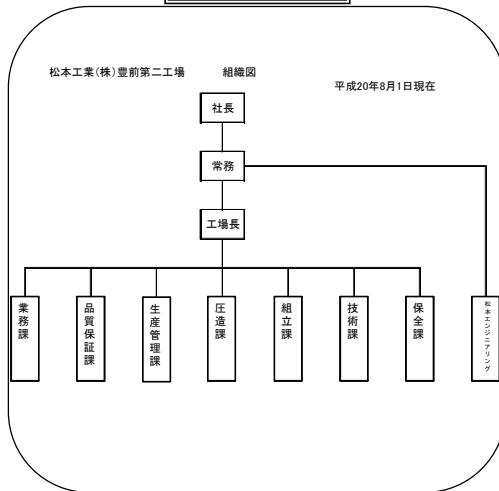 松本工業(株)豊前第二工場 組織図
平成20年8月1日現在
社長
常務
工場長
業務課
品質保証課
生産管理課
圧造課
組立課
技術課
保全課
松本エンジニアリング